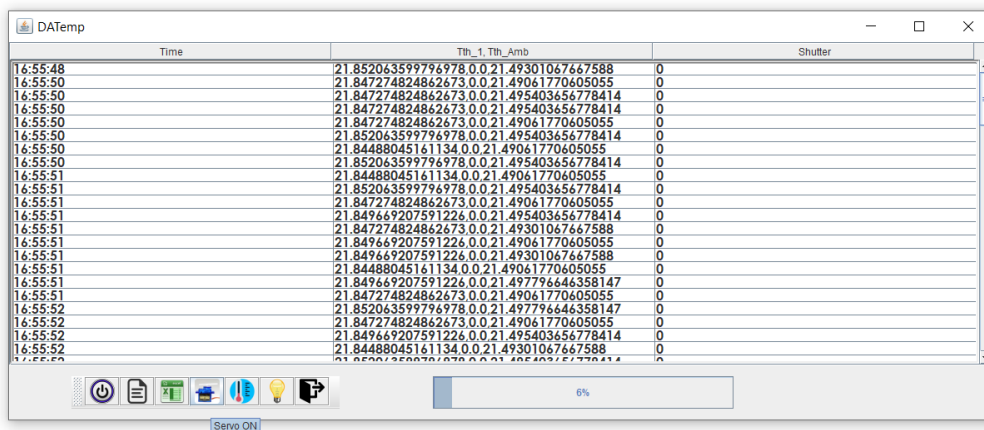 DATemp
Time Tth_1, Tth_Amb Shutter
16:55:48 21.852063599796978,0.0,21.49301067667588 0
16:55:50 21.847274824862673,0.0,21.49061770605055 0
16:55:50 21.847274824862673,0.0,21.495403656778414 0
16:55:50 21.847274824862673,0.0,21.495403656778414 0
16:55:50 21.847274824862673,0.0,21.49061770605055 0
16:55:50 21.852063599796978,0.0,21.495403656778414 0
16:55:50 21.84488045161134,0.0,21.49061770605055 0
16:55:50 21.852063599796978,0.0,21.495403656778414 0
16:55:51 21.84488045161134,0.0,21.49061770605055 0
16:55:51 21.852063599796978,0.0,21.495403656778414 0
16:55:51 21.847274824862673,0.0,21.49061770605055 0
16:55:51 21.849669207591226,0.0,21.495403656778414 0
16:55:51 21.847274824862673,0.0,21.49301067667588 0
16:55:51 21.849669207591226,0.0,21.49061770605055 0
16:55:51 21.849669207591226,0.0,21.49301067667588 0
16:55:51 21.84488045161134,0.0,21.49061770605055 0
16:55:51 21.849669207591226,0.0,21.497796646358147 0
16:55:51 21.847274824862673,0.0,21.49061770605055 0
16:55:52 21.852063599796978,0.0,21.497796646358147 0
16:55:52 21.847274824862673,0.0,21.49061770605055 0
16:55:52 21.849669207591226,0.0,21.495403656778414 0
16:55:52 21.84488045161134,0.0,21.49301067667588 0
6%
Servo ON